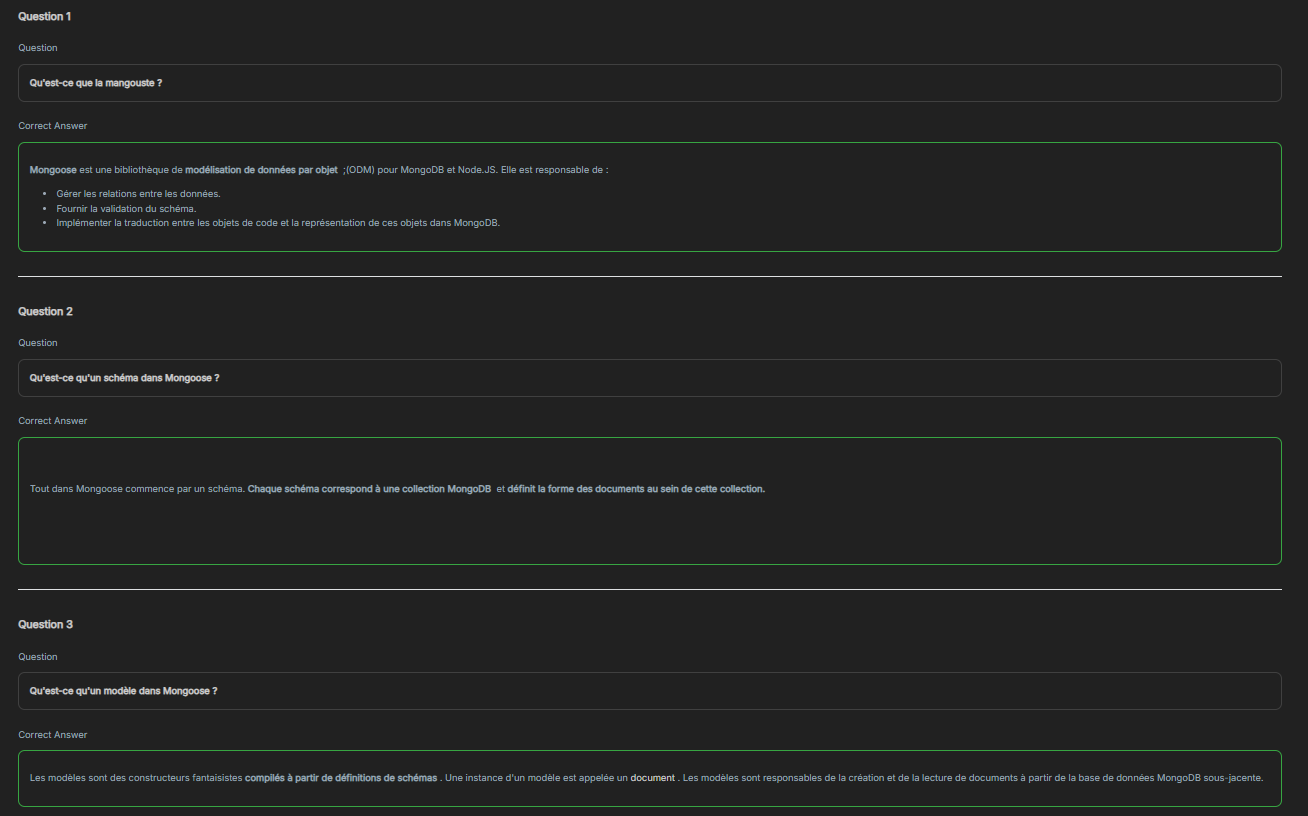 Question 1
Question
Qu'est-ce que la mangouste ?
Correct Answer
Mongoose est une bibliothèque de modélisation de données par objet ;(ODM) pour MongoDB et Node.JS. Elle est responsable de :
• Gérer les relations entre les données.
• Fournir la validation du schéma.
• Implémenter la traduction entre les objets de code et la représentation de ces objets dans MongoDB.
Question 2
Question
Qu'est-ce qu'un schéma dans Mongoose ?
Correct Answer
Tout dans Mongoose commence par un schéma. Chaque schéma correspond à une collection MongoDB et définit la forme des documents au sein de cette collection.
Question 3
Question
Qu'est-ce qu'un modèle dans Mongoose ?
Correct Answer
Les modèles sont des constructeurs fantaisistes compilés à partir de définitions de schémas . Une instance d'un modèle est appelée un document . Les modèles sont responsables de la création et de la lecture de documents à partir de la base de données MongoDB sous-jacente.